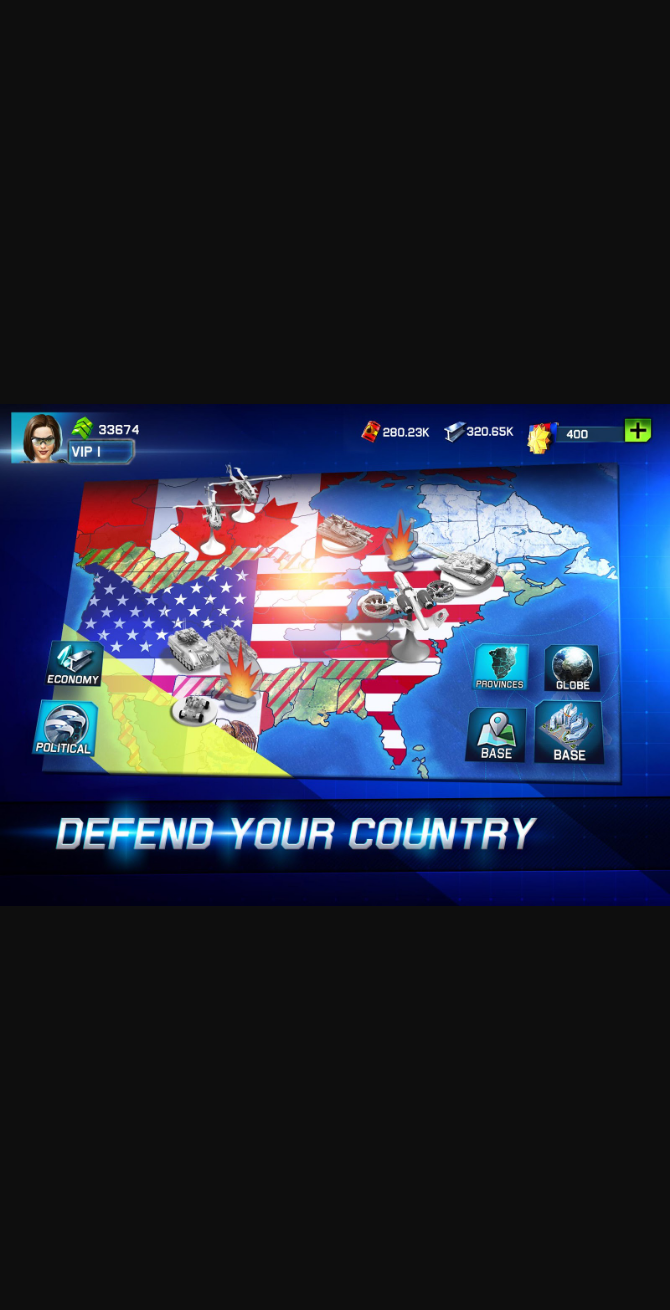 33674
VIP I
280.23K
320.65K
400
ECONOMY
POLITICAL
PROVINCES
GLOBE
BASE
BASE
DEFEND YOUR COUNTRY